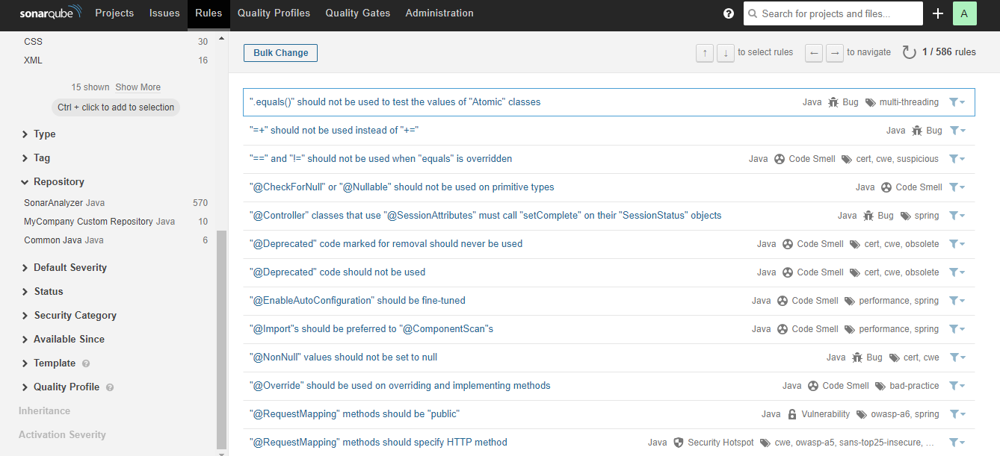 sonarqube Projects Issues Rules Quality Profiles Quality Gates Administration ? Search for projects and files... + A
CSS 30
XML 16
15 shown Show More
Ctrl + click to add to selection
Type
Tag
Repository
SonarAnalyzer Java 570
MyCompany Custom Repository Java 10
Common Java Java 6
Default Severity
Status
Security Category
Available Since
Template ?
Quality Profile ?
Inheritance
Activation Severity
Bulk Change ↑ ↓ to select rules ← → to navigate 1 / 586 rules
".equals()" should not be used to test the values of "Atomic" classes Java Bug multi-threading
"=+" should not be used instead of "+=" Java Bug
"==" and "!=" should not be used when "equals" is overridden Java Code Smell cert, cwe, suspicious
"@CheckForNull" or "@Nullable" should not be used on primitive types Java Code Smell
"@Controller" classes that use "@SessionAttributes" must call "setComplete" on their "SessionStatus" objects Java Bug spring
"@Deprecated" code marked for removal should never be used Java Code Smell cert, cwe, obsolete
"@Deprecated" code should not be used Java Code Smell cert, cwe, obsolete
"@EnableAutoConfiguration" should be fine-tuned Java Code Smell performance, spring
"@Import"s should be preferred to "@ComponentScan"s Java Code Smell performance, spring
"@NonNull" values should not be set to null Java Bug cert, cwe
"@Override" should be used on overriding and implementing methods Java Code Smell bad-practice
"@RequestMapping" methods should be "public" Java Vulnerability owasp-a6, spring
"@RequestMapping" methods should specify HTTP method Java Security Hotspot cwe, owasp-a5, sans-top25-insecure, ...